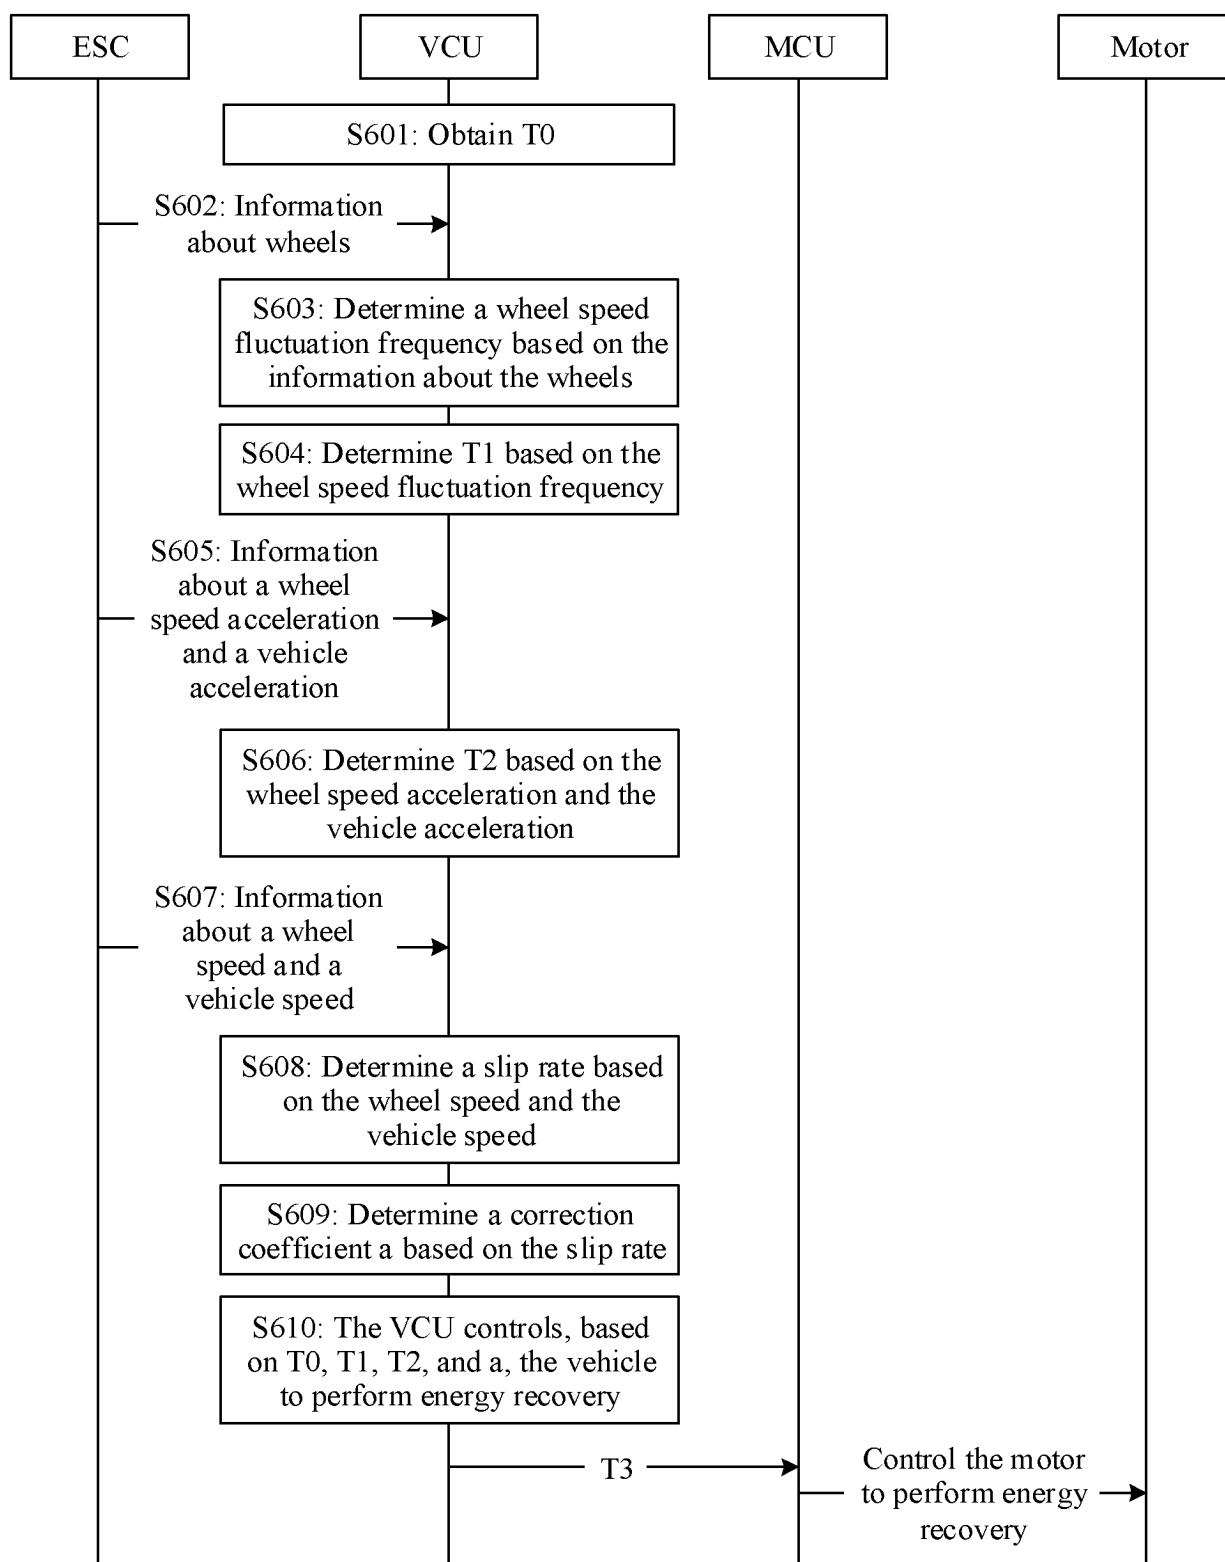 ESC
VCU
MCU
Motor
S601: Obtain T0
S602: Information
about wheels
S603: Determine a wheel speed
fluctuation frequency based on the
information about the wheels
S604: Determine T1 based on the
wheel speed fluctuation frequency
S605: Information
about a wheel
speed acceleration
and a vehicle
acceleration
S606: Determine T2 based on the
wheel speed acceleration and the
vehicle acceleration
S607: Information
about a wheel
speed and a
vehicle speed
S608: Determine a slip rate based
on the wheel speed and the
vehicle speed
S609: Determine a correction
coefficient a based on the slip rate
S610: The VCU controls, based
on T0, T1, T2, and a, the vehicle
to perform energy recovery
T3
Control the motor
to perform energy
recovery